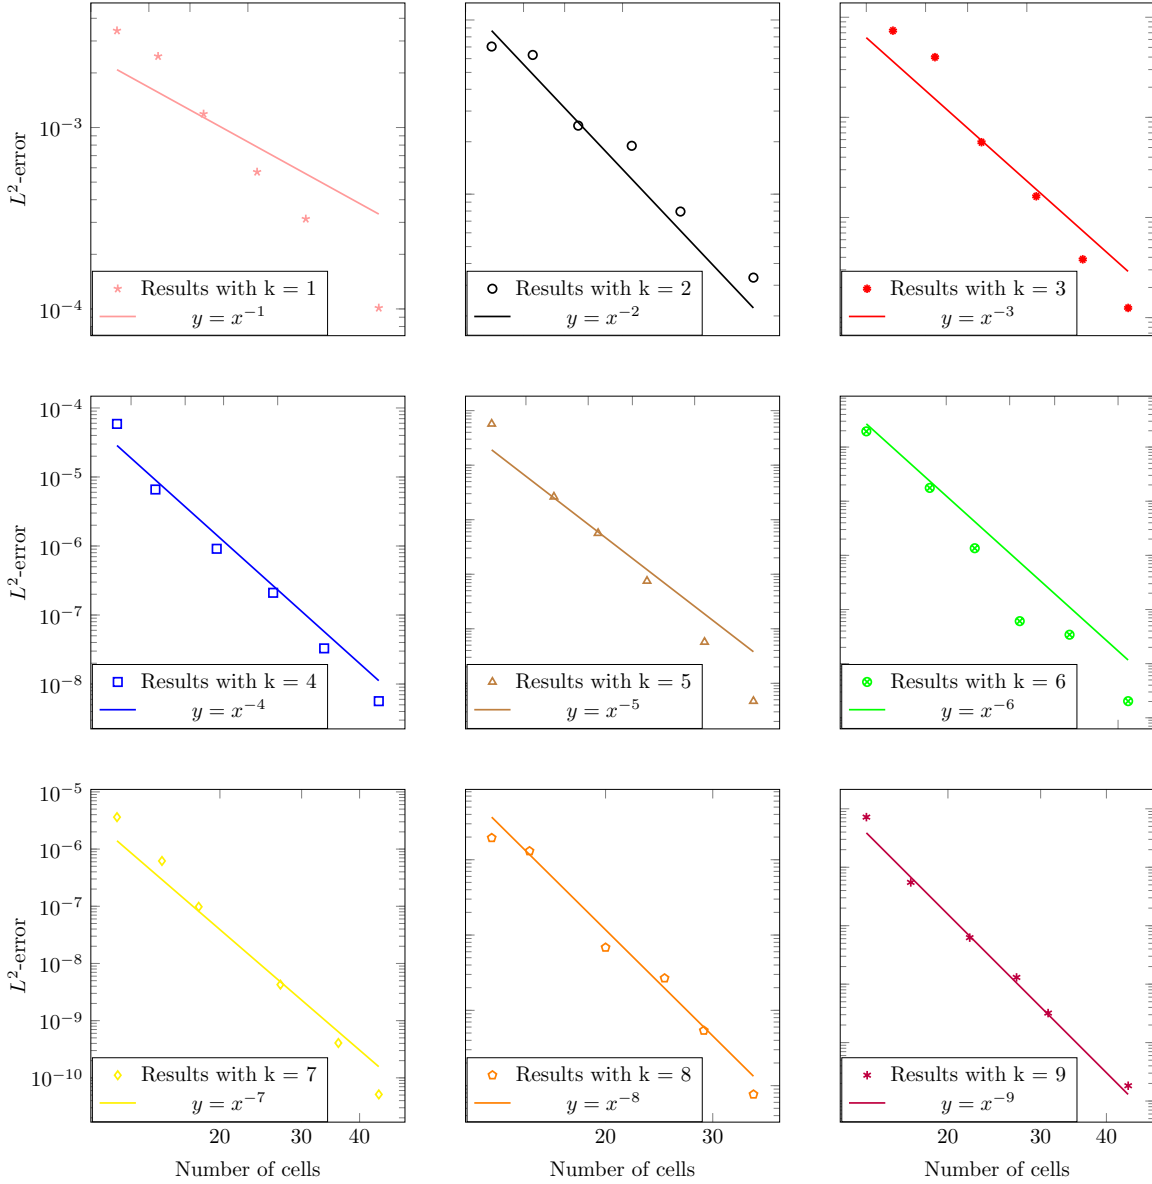 10⁻³
10⁻⁴
L²-error
Results with k = 1
y = x⁻¹
Results with k = 2
y = x⁻²
Results with k = 3
y = x⁻³
10⁻⁴
10⁻⁵
10⁻⁶
10⁻⁷
10⁻⁸
L²-error
Results with k = 4
y = x⁻⁴
Results with k = 5
y = x⁻⁵
Results with k = 6
y = x⁻⁶
10⁻⁵
10⁻⁶
10⁻⁷
10⁻⁸
10⁻⁹
10⁻¹⁰
L²-error
Results with k = 7
y = x⁻⁷
20 30 40
Number of cells
Results with k = 8
y = x⁻⁸
20 30
Number of cells
Results with k = 9
y = x⁻⁹
20 30 40
Number of cells